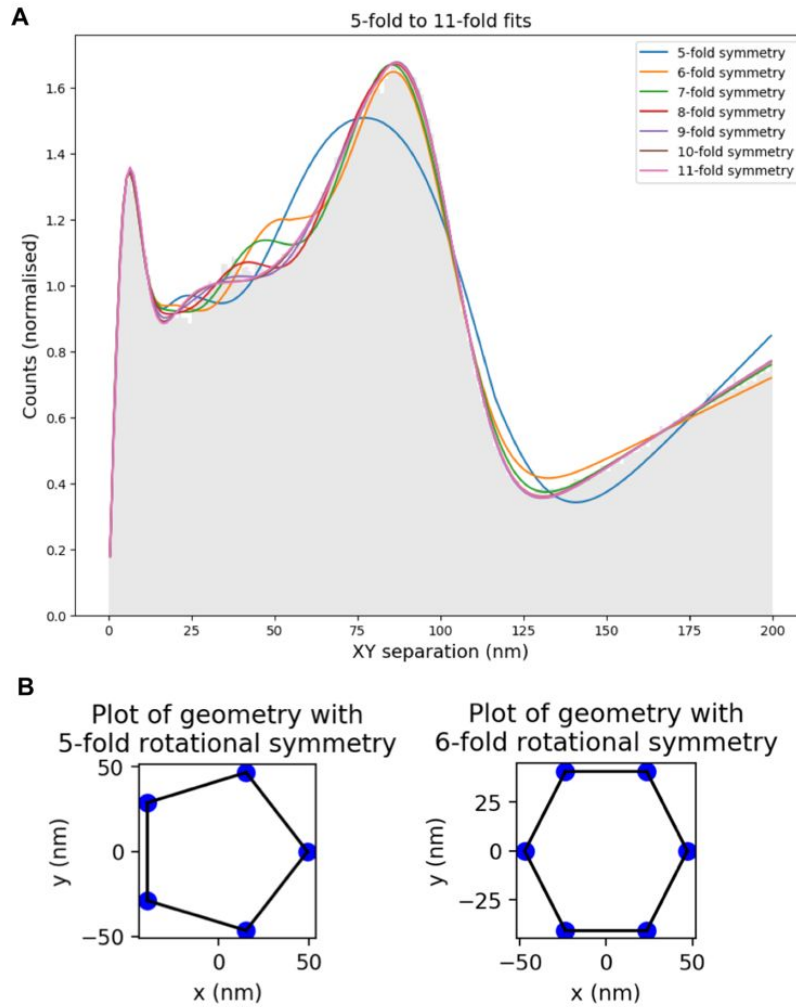 A
5-fold to 11-fold fits
5-fold symmetry
6-fold symmetry
7-fold symmetry
8-fold symmetry
9-fold symmetry
10-fold symmetry
11-fold symmetry
Counts (normalised)
1.6
1.4
1.2
1.0
0.8
0.6
0.4
0.2
0.0
0 25 50 75 100 125 150 175 200
XY separation (nm)
B
Plot of geometry with
5-fold rotational symmetry
50
0
−50
y (nm)
0 50
x (nm)
Plot of geometry with
6-fold rotational symmetry
25
0
−25
y (nm)
−50 0 50
x (nm)